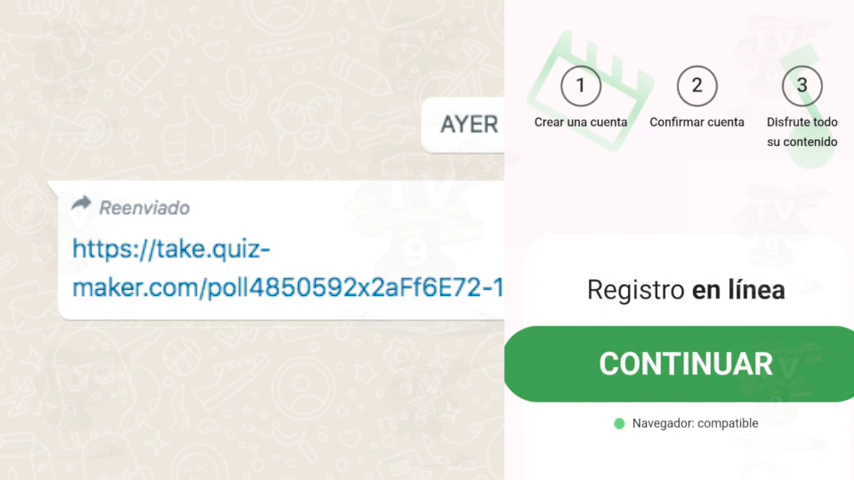 AYER
Reenviado
https://take.quiz-
maker.com/poll4850592x2aFf6E72-1
1
2
3
Crear una cuenta
Confirmar cuenta
Disfrute todo
su contenido
Registro en línea
CONTINUAR
Navegador: compatible